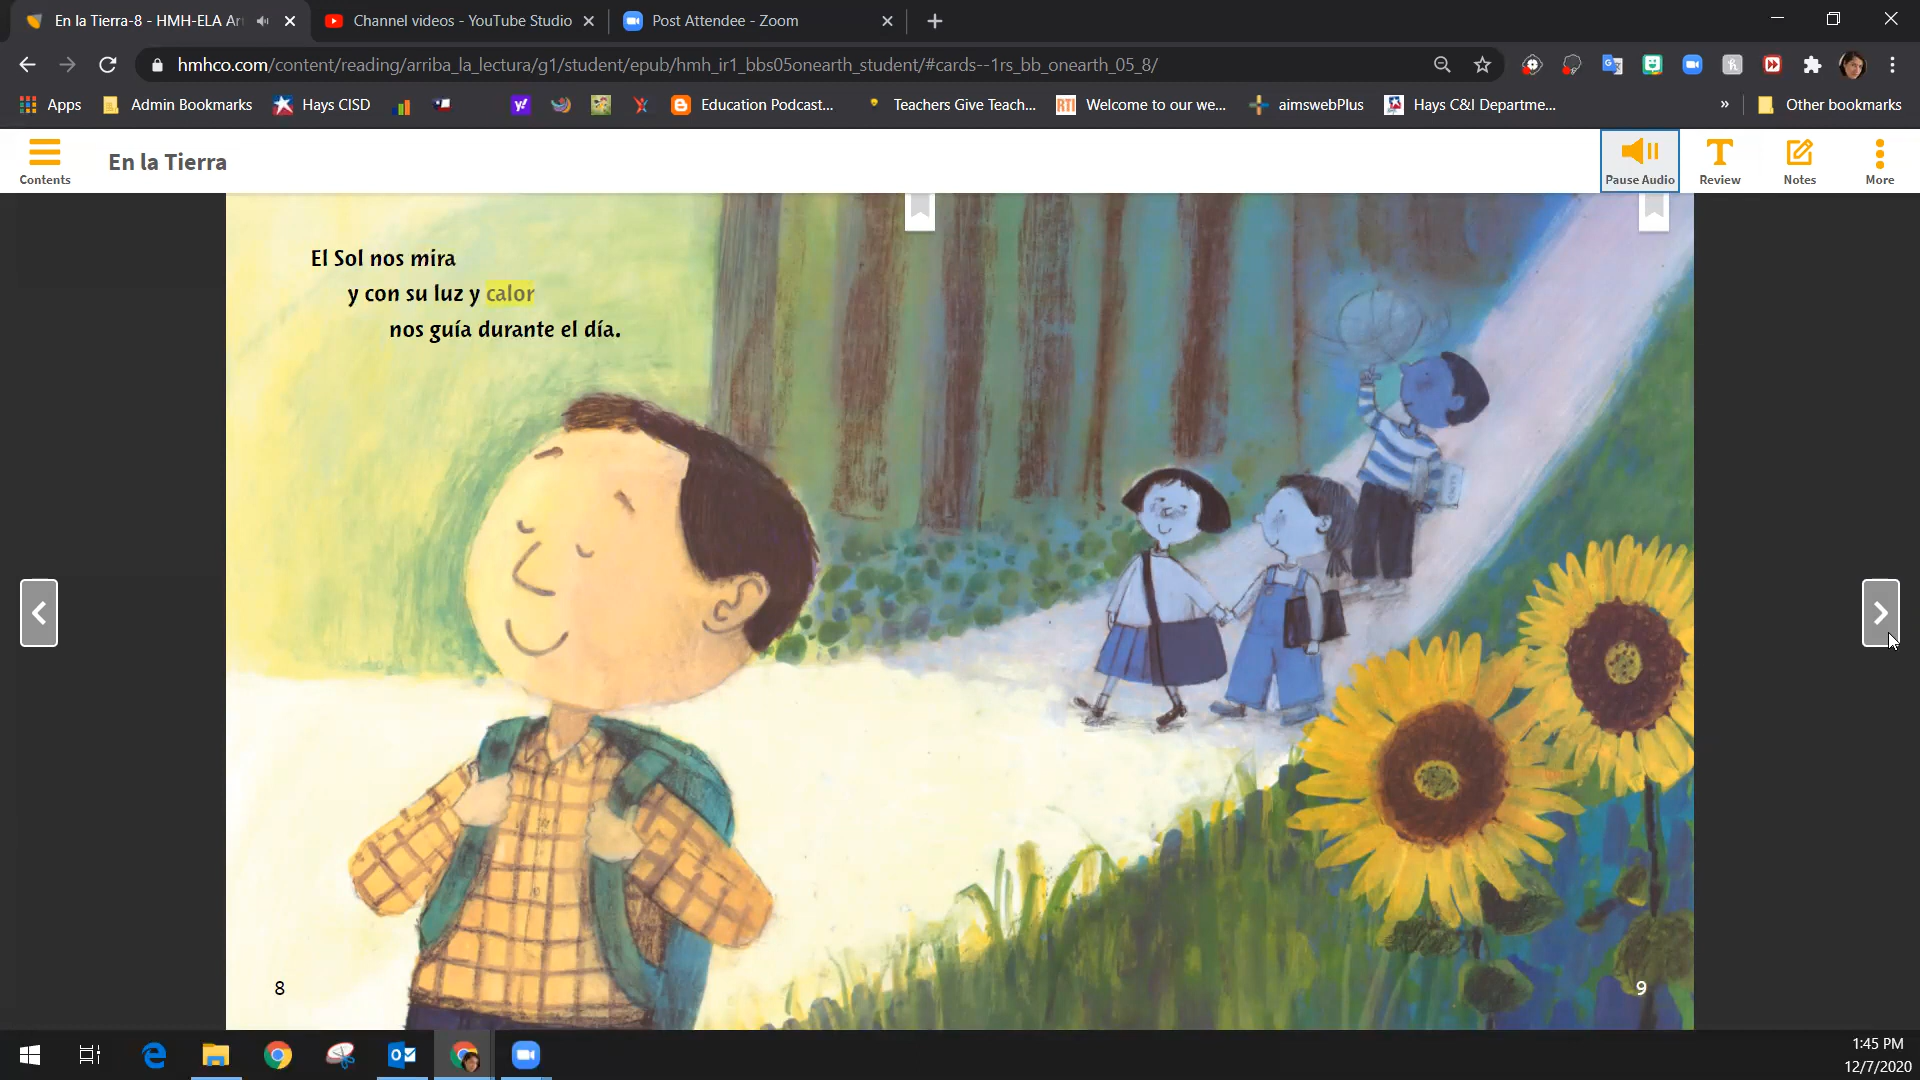 En la Tierra-8 - HMH-ELA Ar
Channel videos - YouTube Studio
Post Attendee - Zoom
hmhco.com/content/reading/arriba_la_lectura/g1/student/epub/hmh_ir1_bbs05onearth_student/#cards--1rs_bb_onearth_05_8/
Apps
Admin Bookmarks
Hays CISD
Education Podcast...
Teachers Give Teach...
RTI
Welcome to our we...
aimswebPlus
Hays C&I Departme...
»
Other bookmarks
Contents
En la Tierra
Pause Audio
Review
Notes
More
El Sol nos mira
y con su luz y calor
nos guía durante el día.
8
9
1:45 PM
12/7/2020